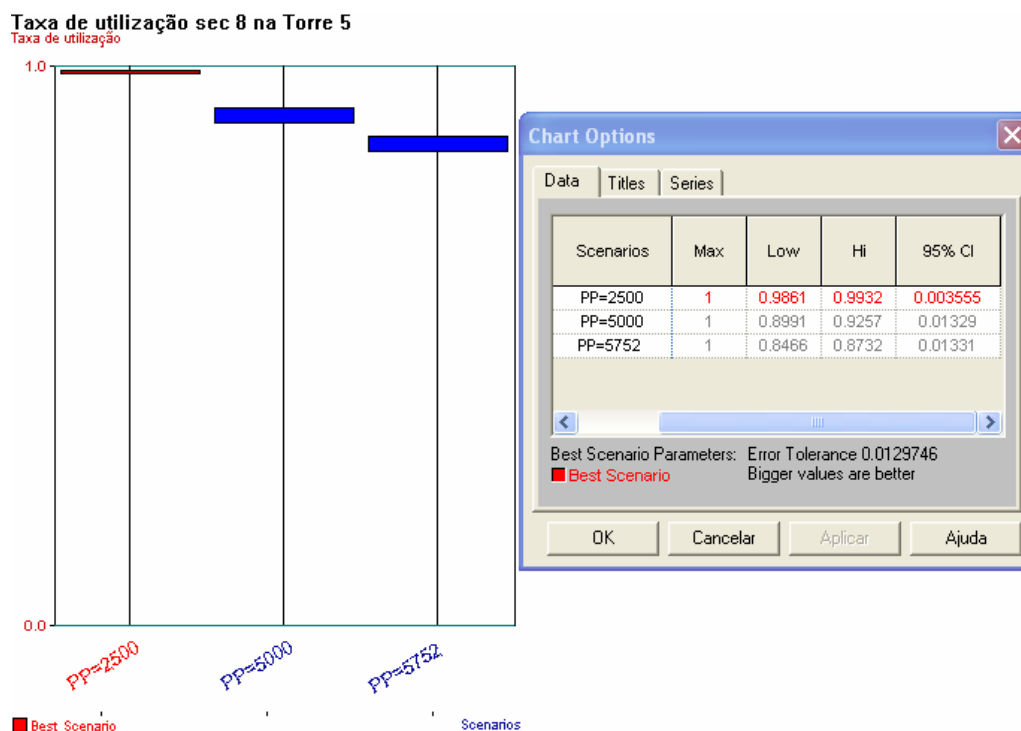 Taxa de utilização sec 8 na Torre 5
Taxa de utilização
1.0
0.0
PP=2500
PP=5000
PP=5752
Best Scenario
Scenarios
Chart Options
Data Titles Series
Scenarios Max Low Hi 95% CI
PP=2500 1 0.9861 0.9932 0.003555
PP=5000 1 0.8991 0.9257 0.01329
PP=5752 1 0.8466 0.8732 0.01331
Best Scenario Parameters: Error Tolerance 0.0129746
Best Scenario Bigger values are better
OK Cancelar Aplicar Ajuda